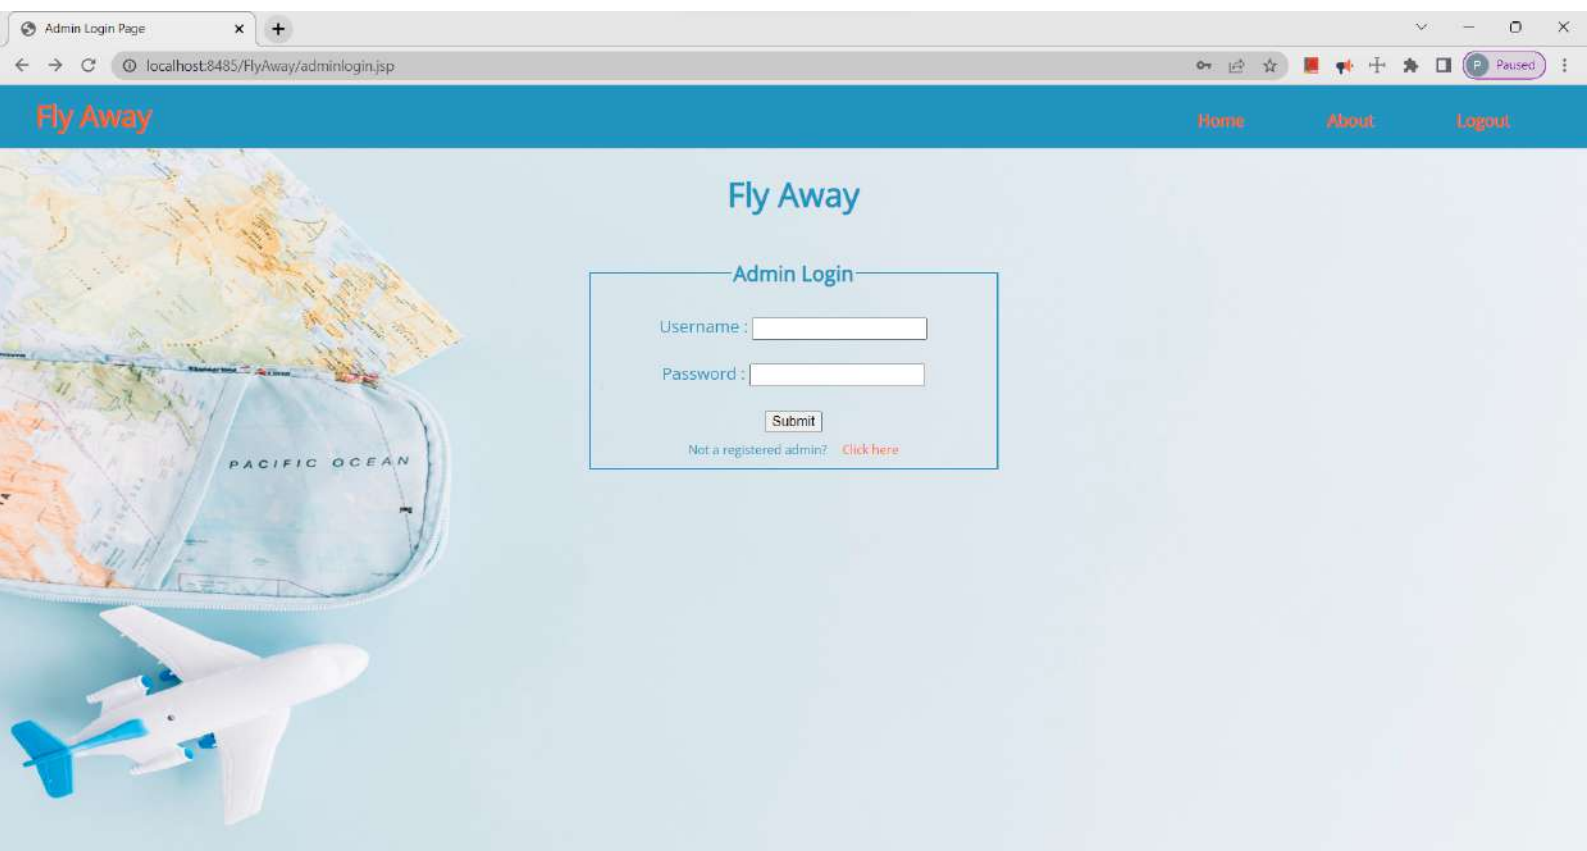 Admin Login Page
localhost:8485/FlyAway/adminlogin.jsp
P Paused
Fly Away
Home About Logout
Fly Away
Admin Login
Username :
Password :
Submit
Not a registered admin? Click here
PACIFIC OCEAN